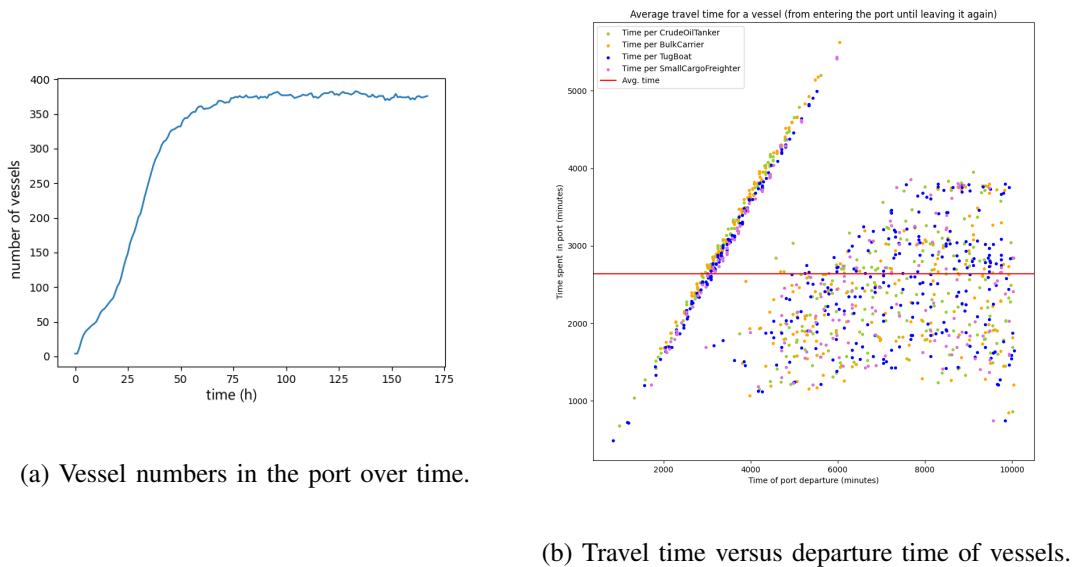 400
350
300
250
200
150
100
50
0
number of vessels
0 25 50 75 100 125 150 175
time (h)
(a) Vessel numbers in the port over time.
Average travel time for a vessel (from entering the port until leaving it again)
Time per CrudeOilTanker
Time per BulkCarrier
Time per TugBoat
Time per SmallCargoFreighter
Avg. time
5000
4000
3000
2000
1000
Time spent in port (minutes)
2000 4000 6000 8000 10000
Time of port departure (minutes)
(b) Travel time versus departure time of vessels.